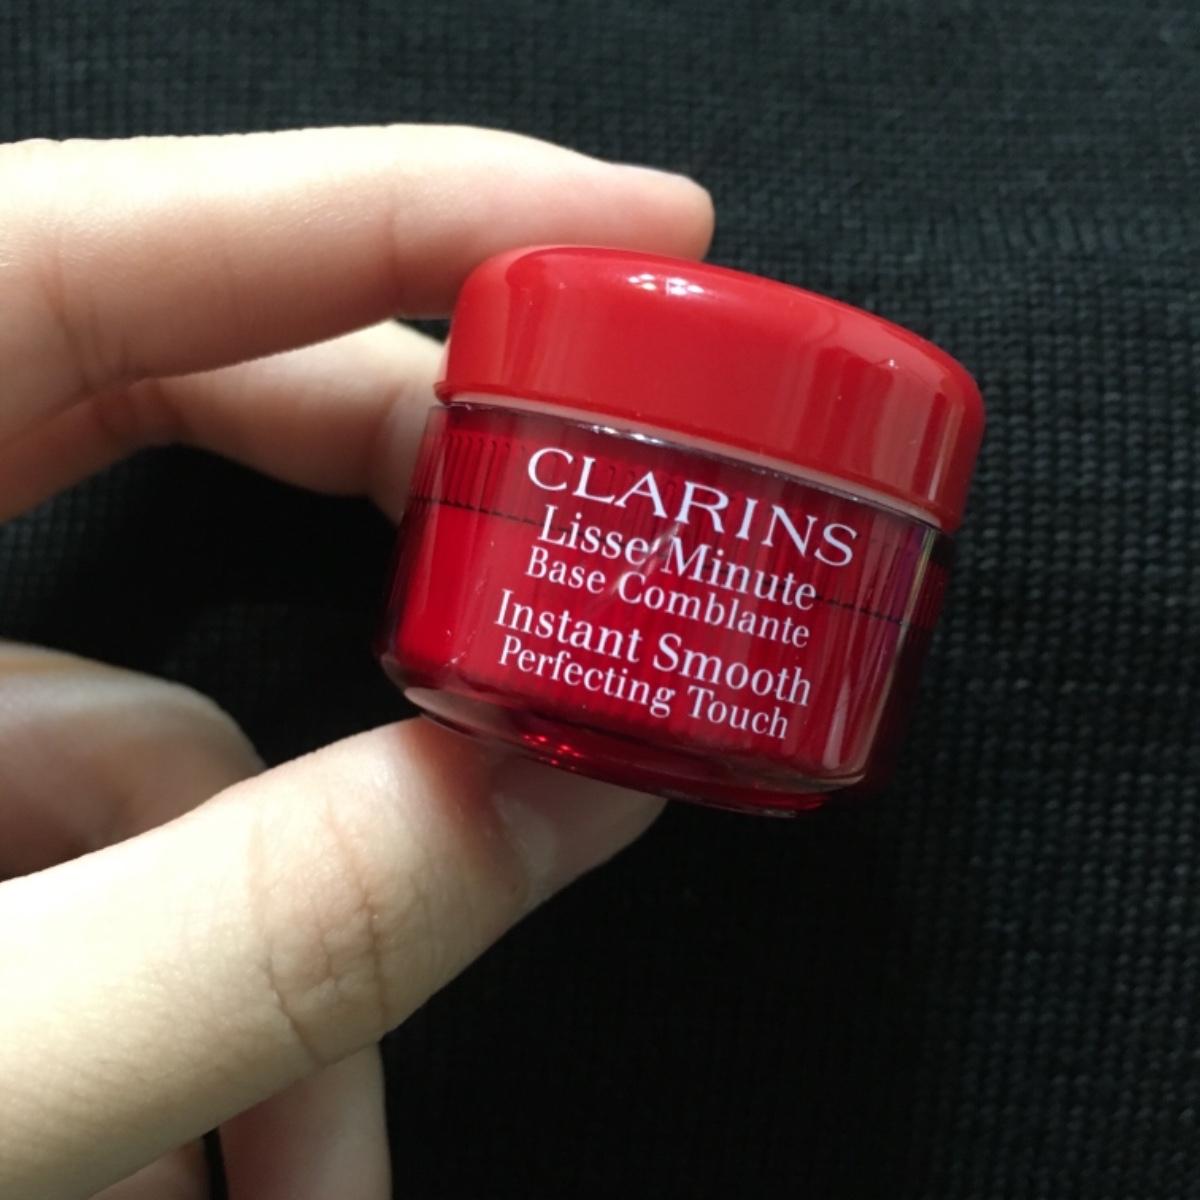 CLARINS
Lisse Minute
Base Comblante
Instant Smooth
Perfecting Touch